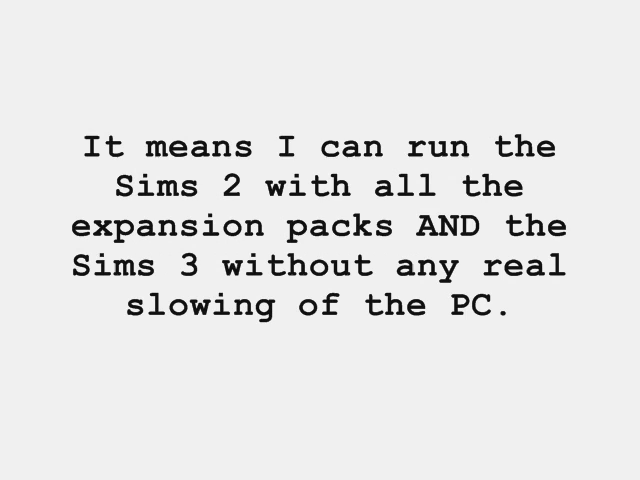 It means I can run the
Sims 2 with all the
expansion packs AND the
Sims 3 without any real
slowing of the PC.